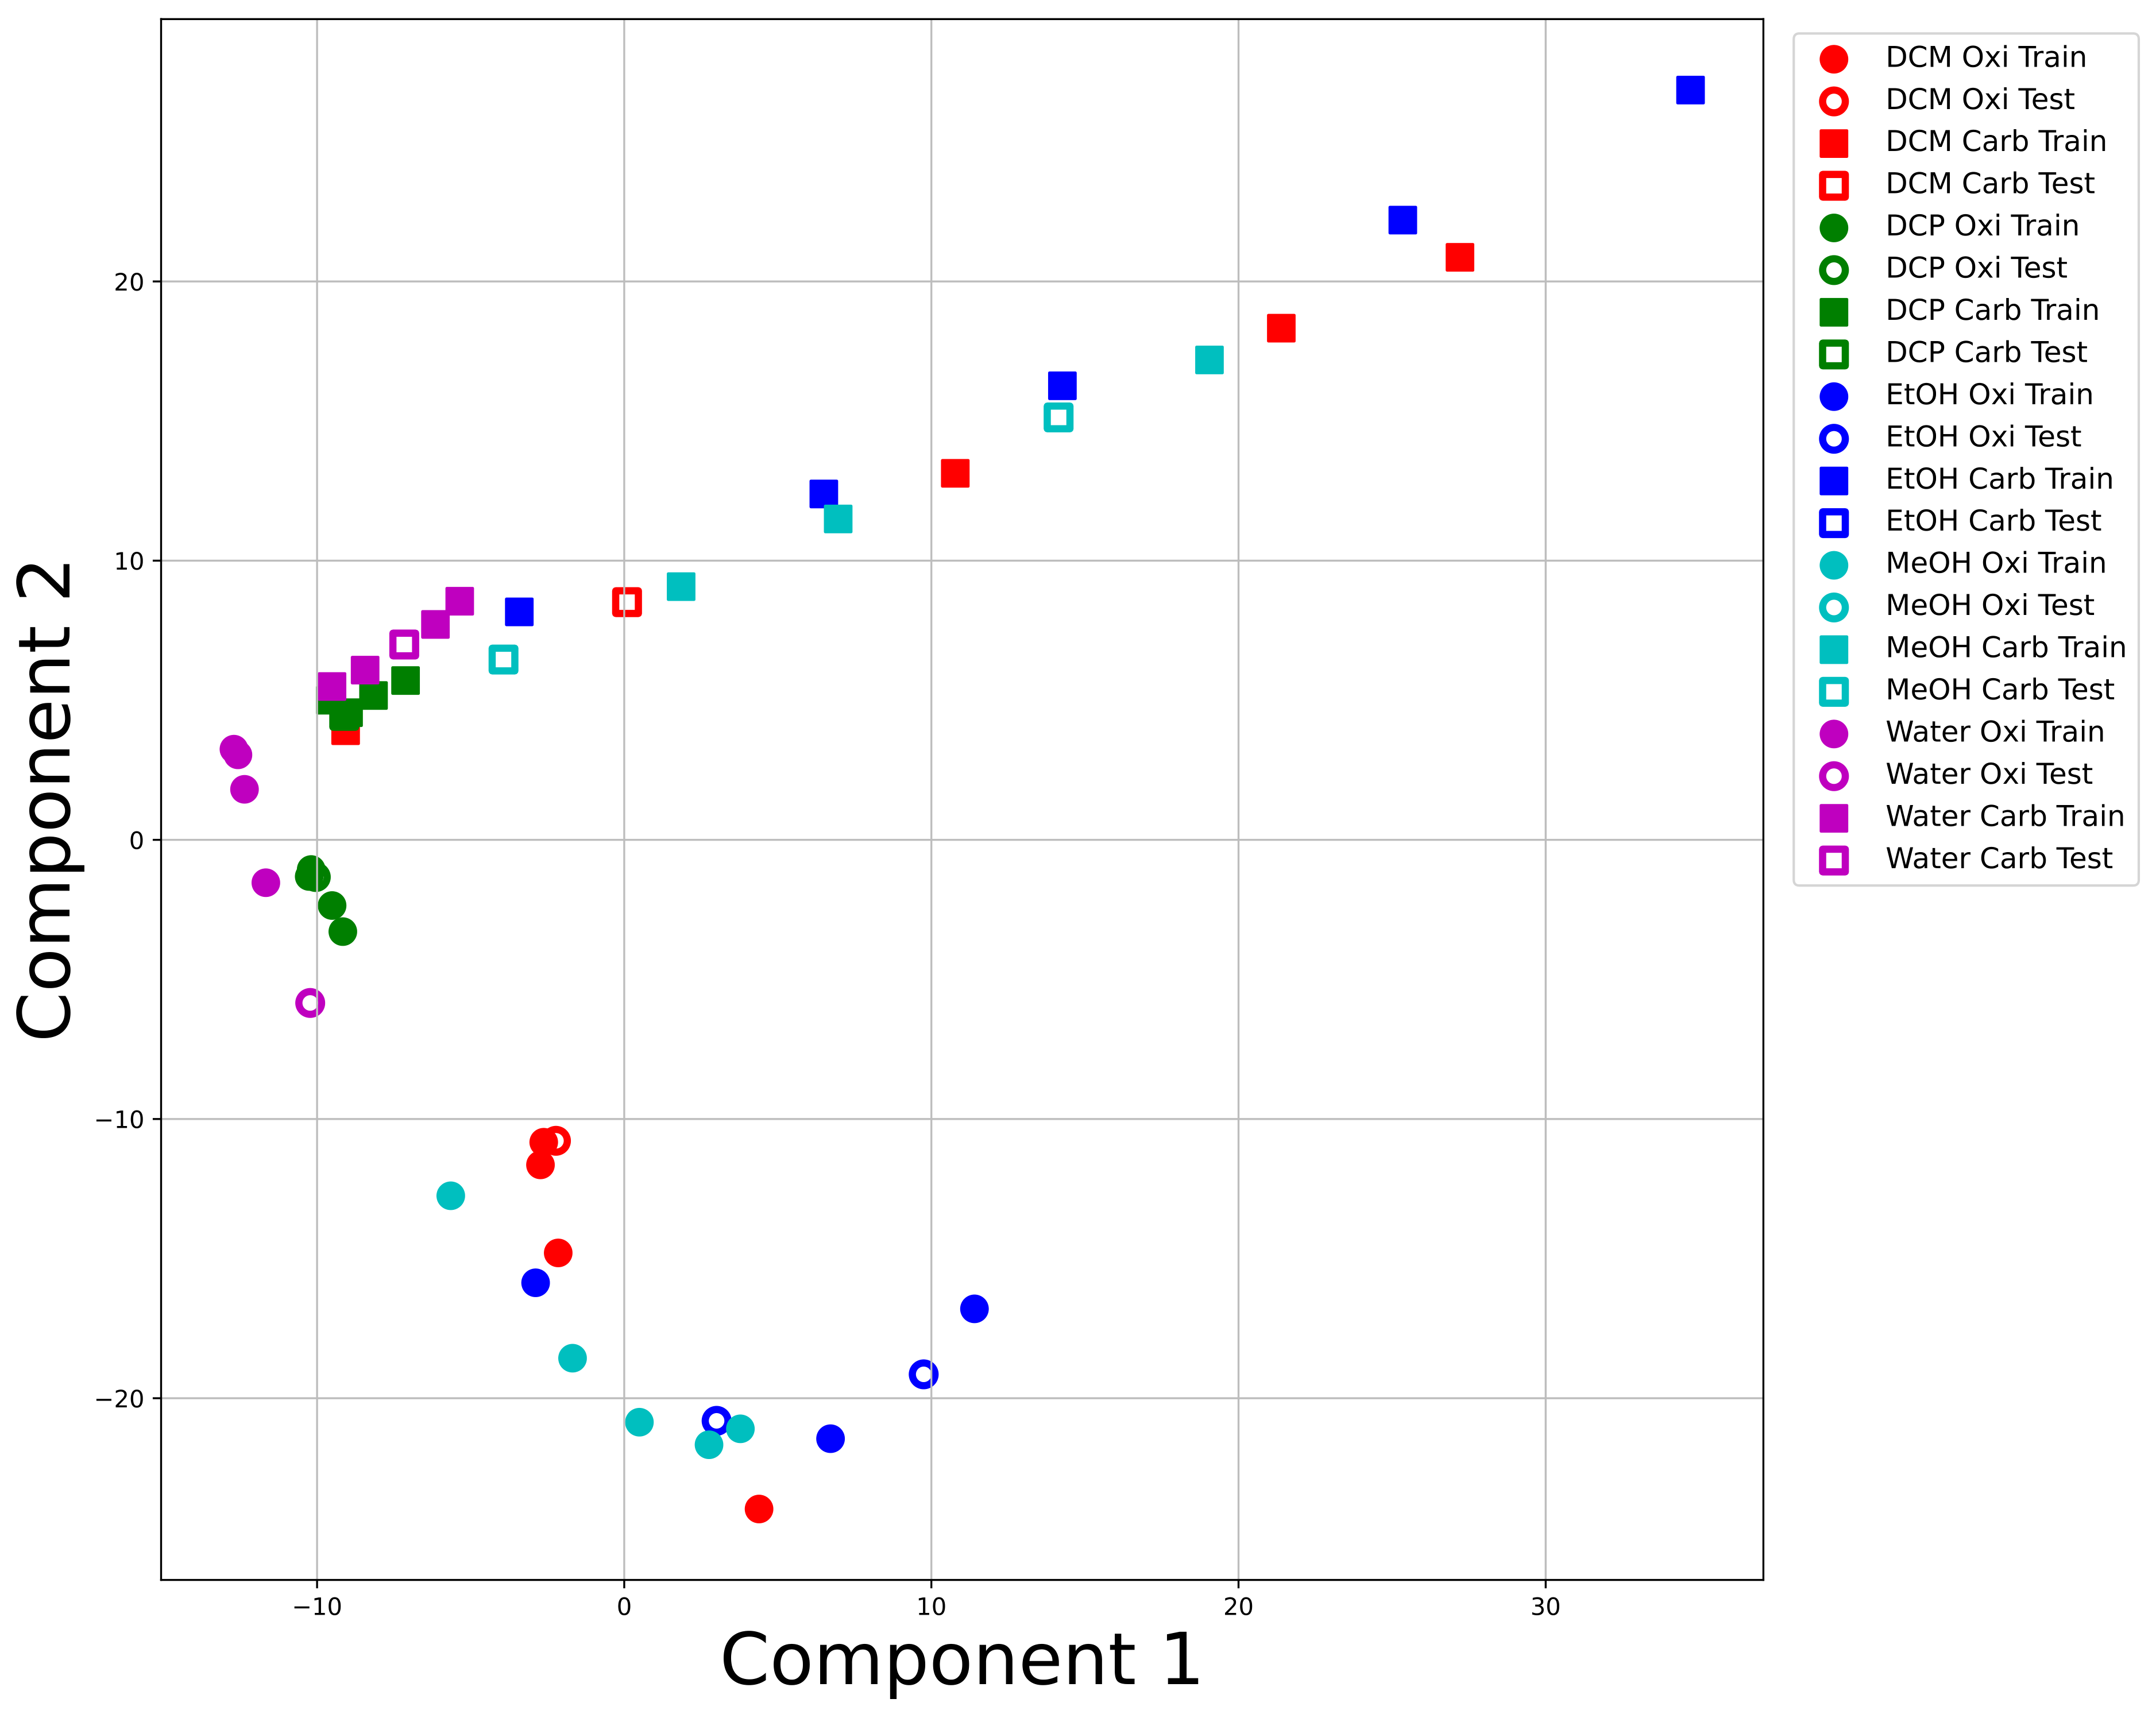 Component 2
20
10
0
−10
−20
−10
0
10
20
30
Component 1
DCM Oxi Train
DCM Oxi Test
DCM Carb Train
DCM Carb Test
DCP Oxi Train
DCP Oxi Test
DCP Carb Train
DCP Carb Test
EtOH Oxi Train
EtOH Oxi Test
EtOH Carb Train
EtOH Carb Test
MeOH Oxi Train
MeOH Oxi Test
MeOH Carb Train
MeOH Carb Test
Water Oxi Train
Water Oxi Test
Water Carb Train
Water Carb Test